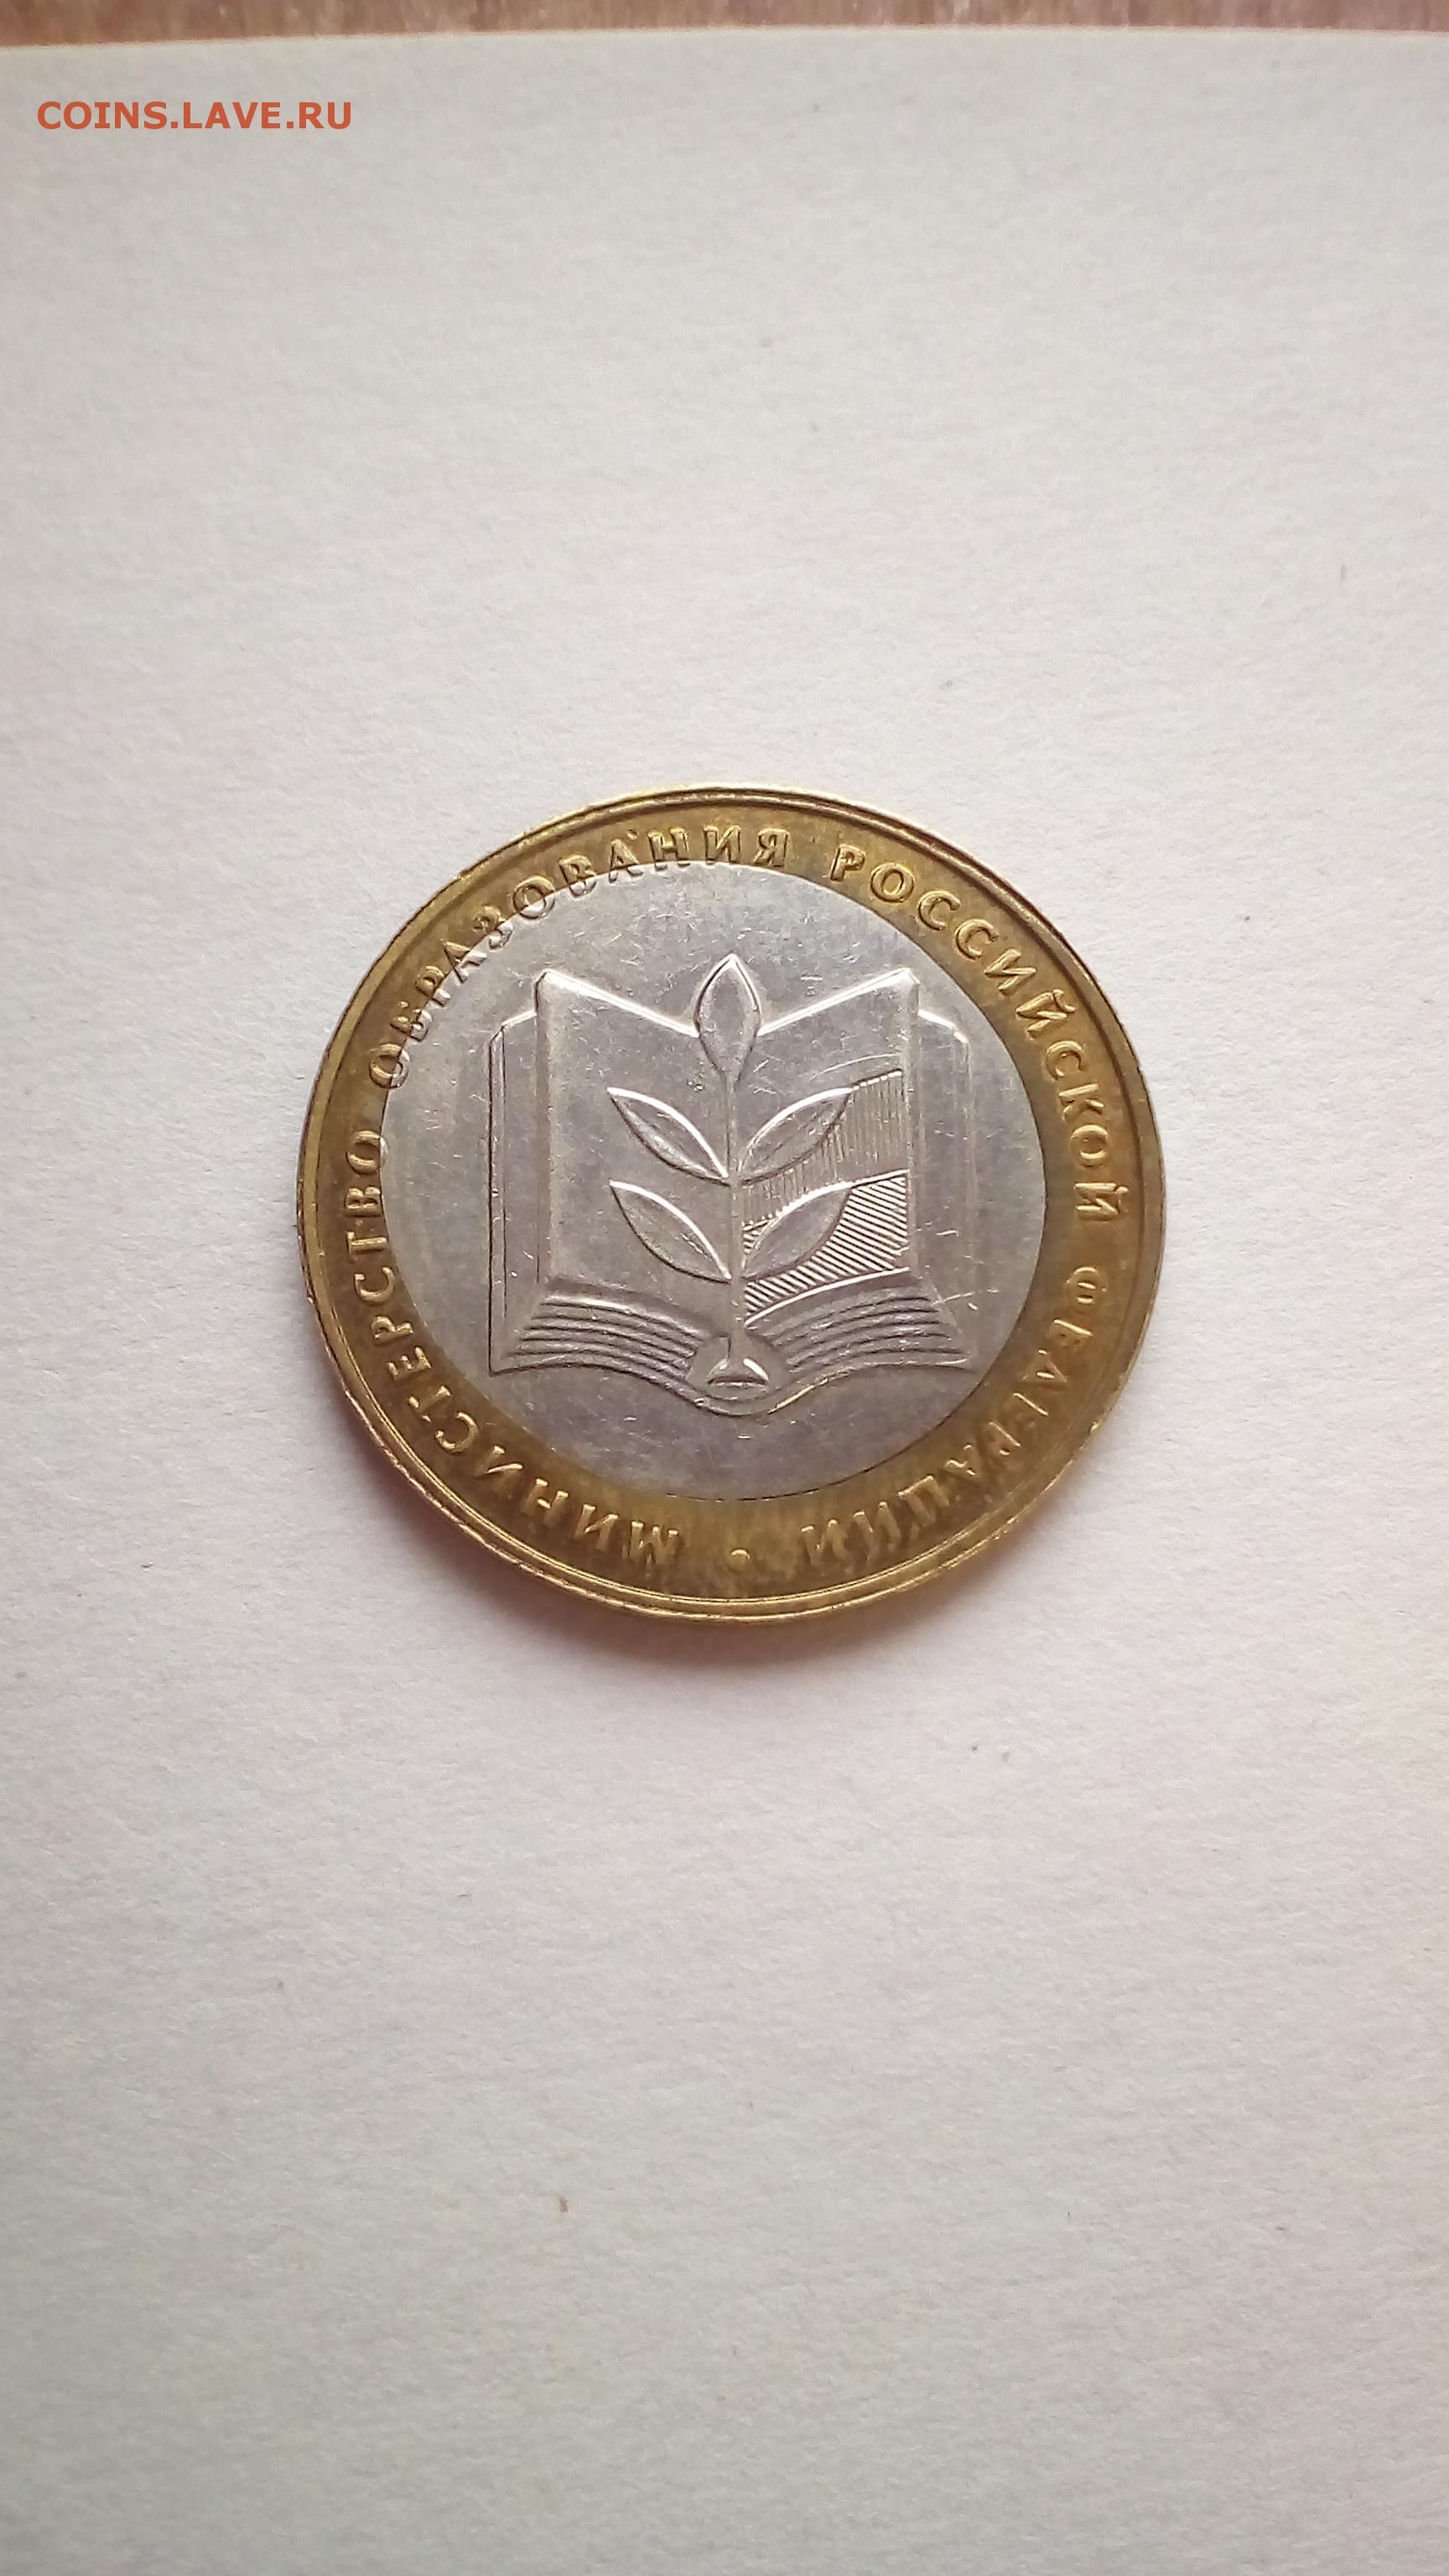 COINS.LAVE.RU
МИНИСТЕРСТВО ОБРАЗОВАНИЯ РОССИЙСКОЙ ФЕДЕРАЦИИ •